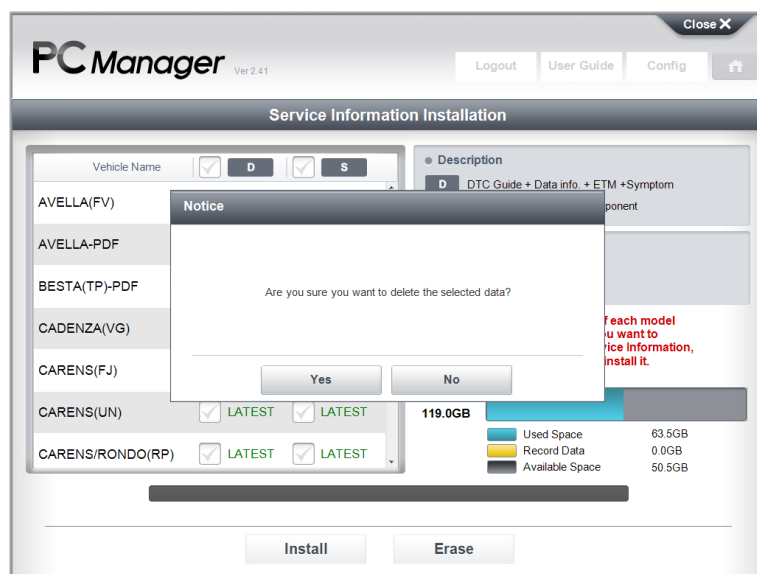 Close X
PC Manager Ver 2.41
Logout User Guide Config
Service Information Installation
Vehicle Name D S
Description
D DTC Guide + Data info. + ETM +Symptom
AVELLA(FV)
Notice
AVELLA-PDF
BESTA(TP)-PDF
Are you sure you want to delete the selected data?
CADENZA(VG)
each model
want to
Information,
install it.
CARENS(FJ)
Yes No
CARENS(UN) LATEST LATEST
119.0GB
Used Space 63.5GB
CARENS/RONDO(RP) LATEST LATEST
Record Data 0.0GB
Available Space 50.5GB
Install Erase